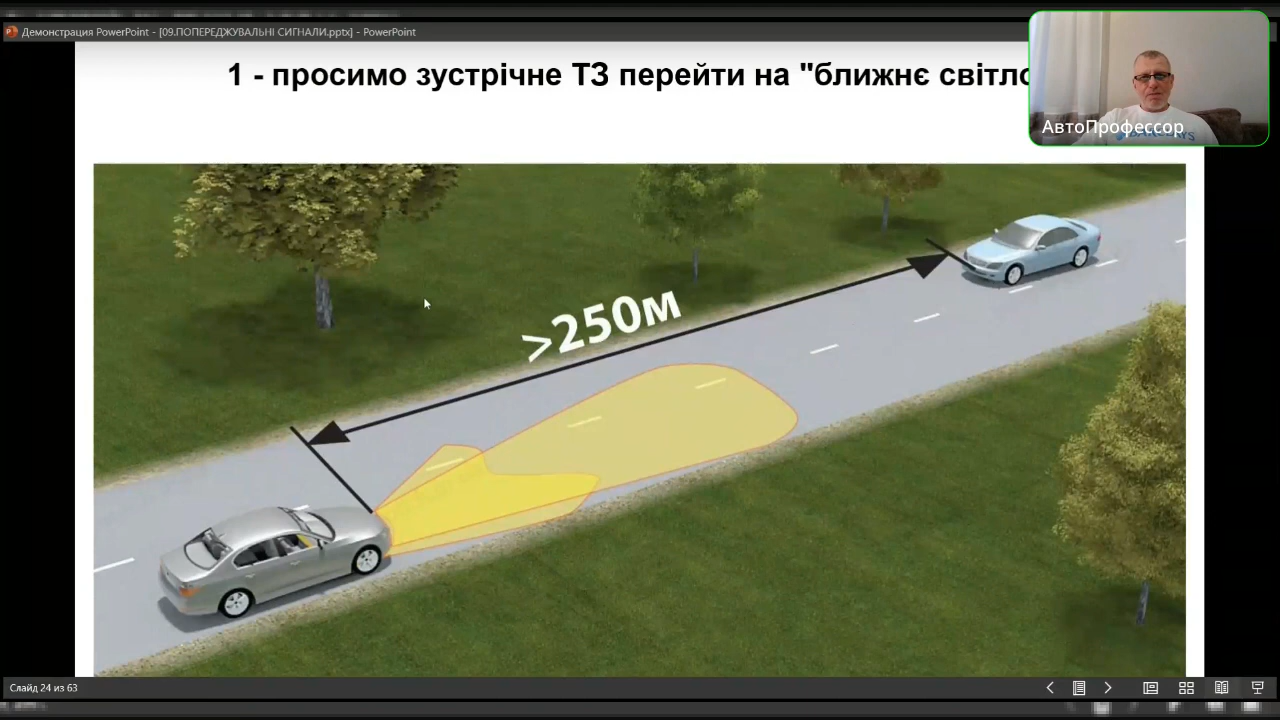 Демонстрация PowerPoint - [09.ПОПЕРЕДЖУВАЛЬНІ СИГНАЛИ.pptx] - PowerPoint
1 - просимо зустрічне ТЗ перейти на "ближнє світло
АвтоПрофессор
>250м
Слайд 24 из 63